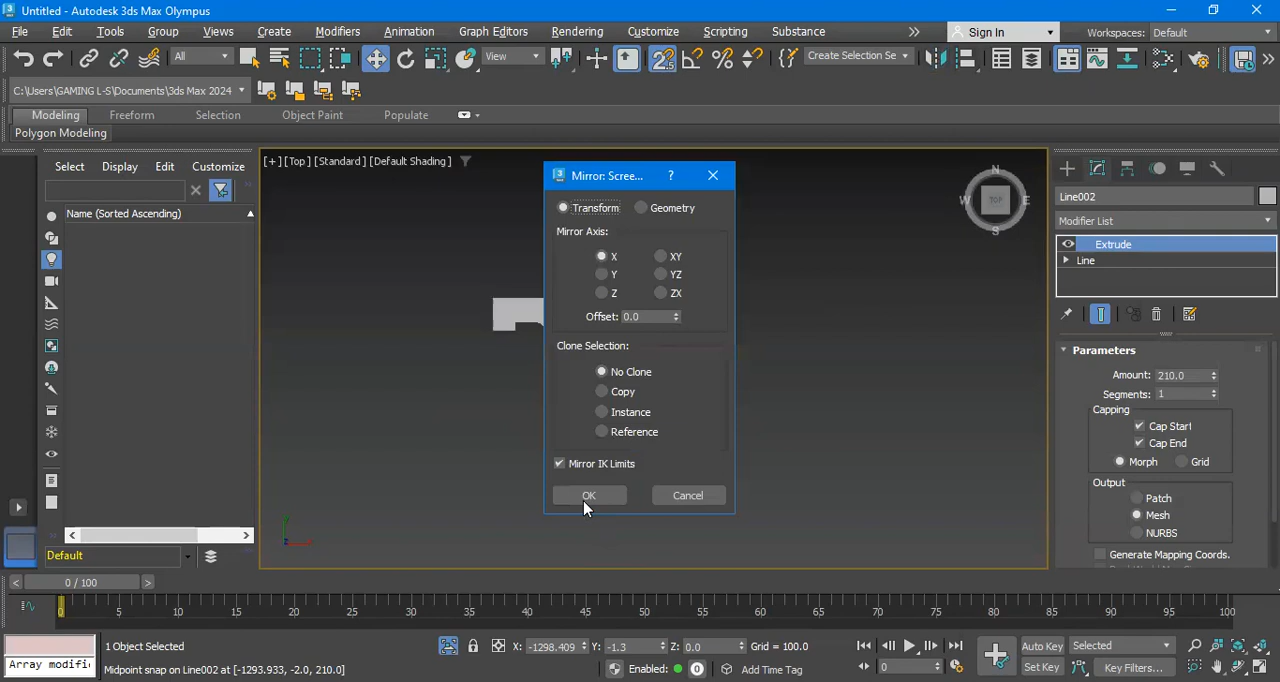 Untitled - Autodesk 3ds Max Olympus
File Edit Tools Group Views Create Modifiers Animation Graph Editors Rendering Customize Scripting Substance Sign In Workspaces: Default
All View Create Selection Se
C:\Users\GAMING L-S\Documents\3ds Max 2024
Modeling Freeform Selection Object Paint Populate
Polygon Modeling
Select Display Edit Customize
Name (Sorted Ascending)
[+] [Top] [Standard] [Default Shading]
N
W TOP E
S
Mirror: Scree... ?
Transform Geometry
Mirror Axis:
X XY
Y YZ
Z ZX
Offset: 0.0
Clone Selection:
No Clone
Copy
Instance
Reference
Mirror IK Limits
OK Cancel
Line002
Modifier List
Extrude
Line
Parameters
Amount: 210.0
Segments: 1
Capping
Cap Start
Cap End
Morph Grid
Output
Patch
Mesh
NURBS
Generate Mapping Coords.
Default
0 / 100
0 5 10 15 20 25 30 35 40 45 50 55 60 65 70 75 80 85 90 95 100
1 Object Selected X: -1298.409 Y: -1.3 Z: 0.0 Grid = 100.0 Auto Key Selected
Array modifi Midpoint snap on Line002 at [-1293.933, -2.0, 210.0] Enabled: 0 Add Time Tag 0 Set Key Key Filters...